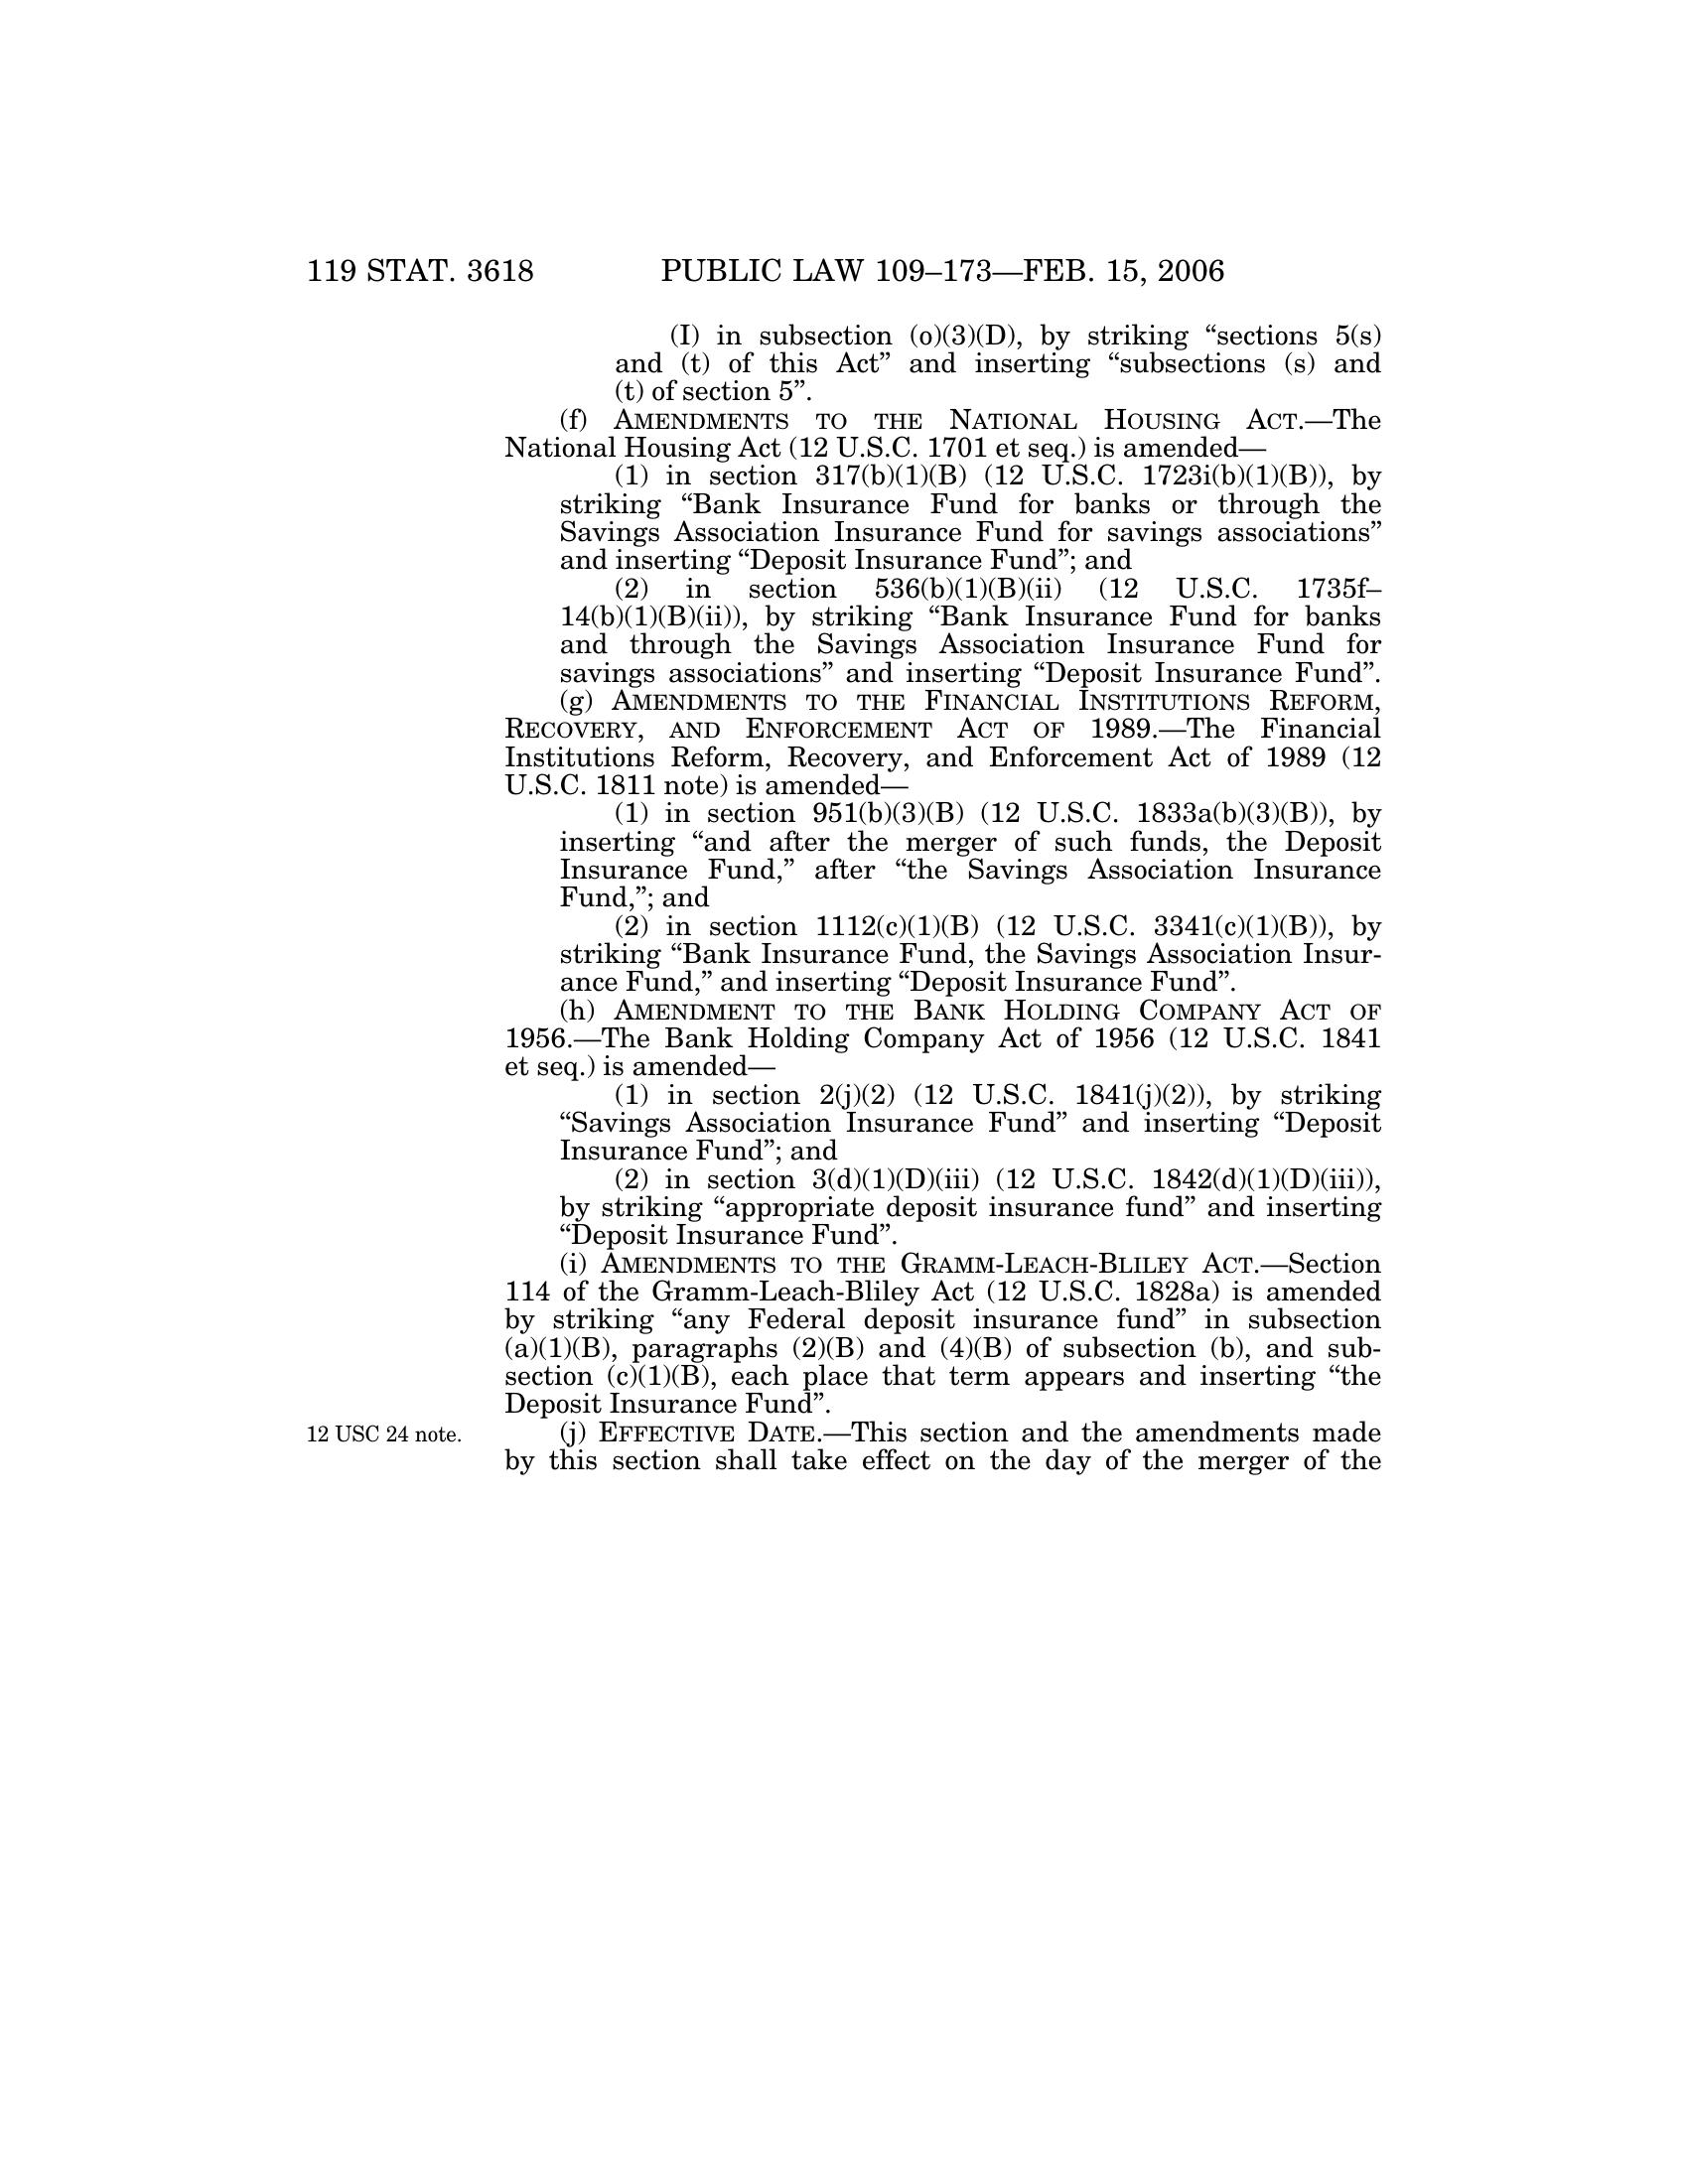 119 STAT. 3618 PUBLIC LAW 109–173—FEB. 15, 2006
(I) in subsection (o)(3)(D), by striking “sections 5(s)
and (t) of this Act” and inserting “subsections (s) and
(t) of section 5”.
(f) AMENDMENTS TO THE NATIONAL HOUSING ACT.—The
National Housing Act (12 U.S.C. 1701 et seq.) is amended—
(1) in section 317(b)(1)(B) (12 U.S.C. 1723i(b)(1)(B)), by
striking “Bank Insurance Fund for banks or through the
Savings Association Insurance Fund for savings associations”
and inserting “Deposit Insurance Fund”; and
(2) in section 536(b)(1)(B)(ii) (12 U.S.C. 1735f–
14(b)(1)(B)(ii)), by striking “Bank Insurance Fund for banks
and through the Savings Association Insurance Fund for
savings associations” and inserting “Deposit Insurance Fund”.
(g) AMENDMENTS TO THE FINANCIAL INSTITUTIONS REFORM,
RECOVERY, AND ENFORCEMENT ACT OF 1989.—The Financial
Institutions Reform, Recovery, and Enforcement Act of 1989 (12
U.S.C. 1811 note) is amended—
(1) in section 951(b)(3)(B) (12 U.S.C. 1833a(b)(3)(B)), by
inserting “and after the merger of such funds, the Deposit
Insurance Fund,” after “the Savings Association Insurance
Fund,”; and
(2) in section 1112(c)(1)(B) (12 U.S.C. 3341(c)(1)(B)), by
striking “Bank Insurance Fund, the Savings Association Insur-
ance Fund,” and inserting “Deposit Insurance Fund”.
(h) AMENDMENT TO THE BANK HOLDING COMPANY ACT OF
1956.—The Bank Holding Company Act of 1956 (12 U.S.C. 1841
et seq.) is amended—
(1) in section 2(j)(2) (12 U.S.C. 1841(j)(2)), by striking
“Savings Association Insurance Fund” and inserting “Deposit
Insurance Fund”; and
(2) in section 3(d)(1)(D)(iii) (12 U.S.C. 1842(d)(1)(D)(iii)),
by striking “appropriate deposit insurance fund” and inserting
“Deposit Insurance Fund”.
(i) AMENDMENTS TO THE GRAMM-LEACH-BLILEY ACT.—Section
114 of the Gramm-Leach-Bliley Act (12 U.S.C. 1828a) is amended
by striking “any Federal deposit insurance fund” in subsection
(a)(1)(B), paragraphs (2)(B) and (4)(B) of subsection (b), and sub-
section (c)(1)(B), each place that term appears and inserting “the
Deposit Insurance Fund”.
12 USC 24 note. (j) EFFECTIVE DATE.—This section and the amendments made
by this section shall take effect on the day of the merger of the